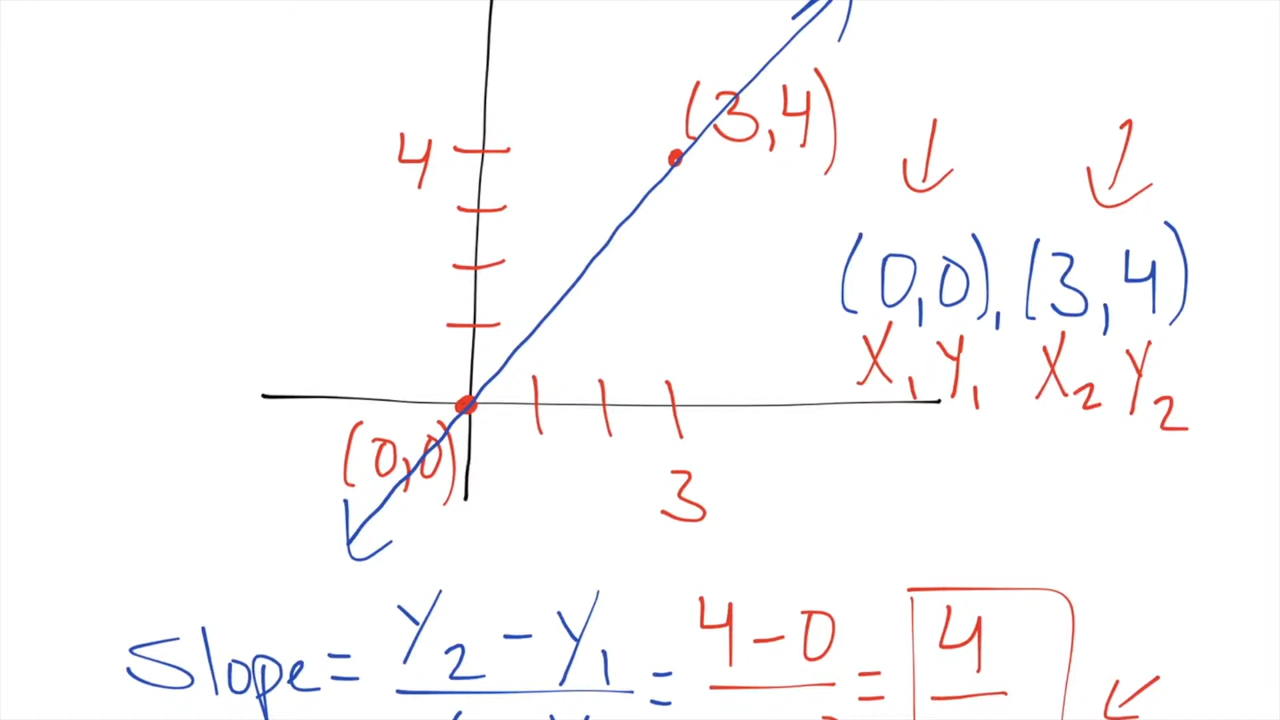 (3,4)
4
(0,0), (3,4)
X₁ Y₁ X₂ Y₂
(0,0)
3
Slope = Y₂ - Y₁ = 4 - 0 = 4